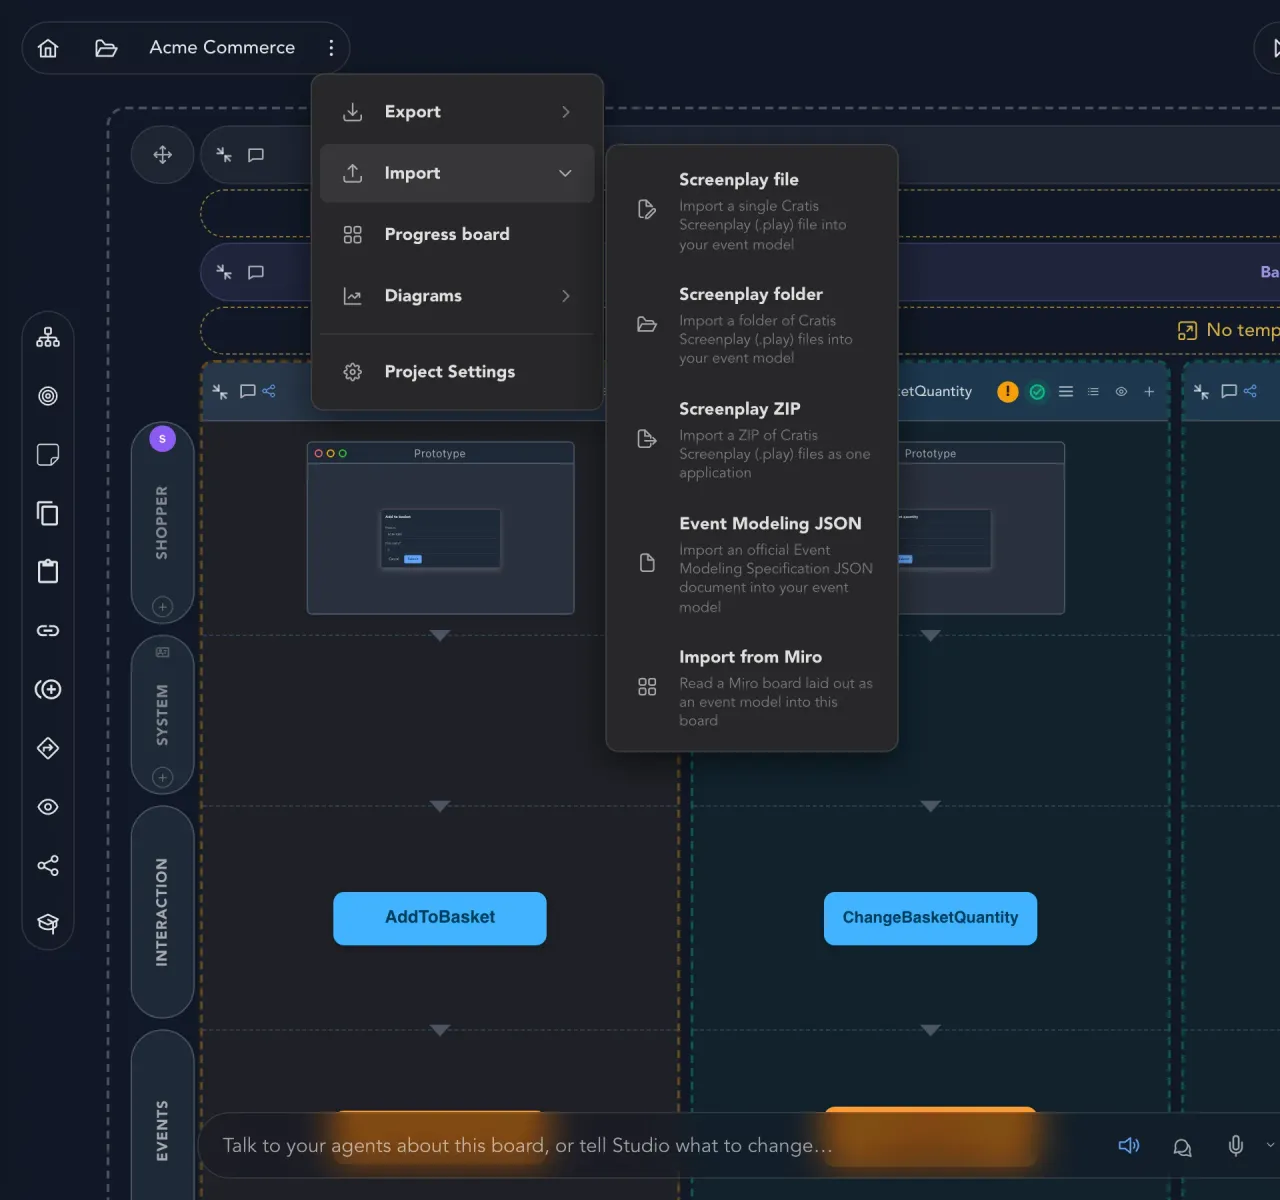 Acme Commerce
Export
Import
Progress board
Diagrams
Project Settings
Screenplay file
Import a single Cratis
Screenplay (.play) file into
your event model
Screenplay folder
Import a folder of Cratis
Screenplay (.play) files into
your event model
Screenplay ZIP
Import a ZIP of Cratis
Screenplay (.play) files as one
application
Event Modeling JSON
Import an official Event
Modeling Specification JSON
document into your event
model
Import from Miro
Read a Miro board laid out as
an event model into this
board
Ba
No temp
etQuantity
S
SHOPPER
Prototype
Prototype
SYSTEM
INTERACTION
AddToBasket
ChangeBasketQuantity
EVENTS
Talk to your agents about this board, or tell Studio what to change...